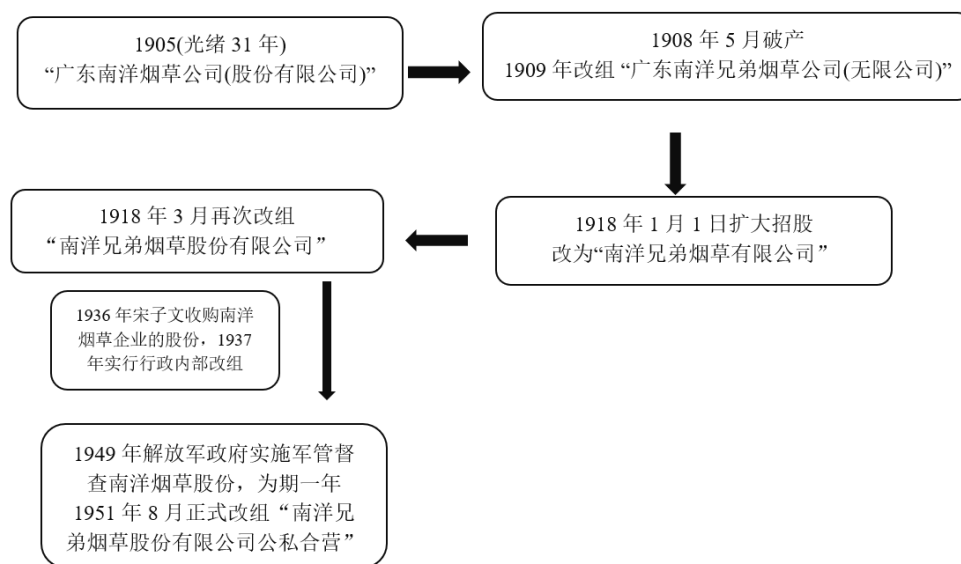 1905(光绪 31 年)
“广东南洋烟草公司(股份有限公司)”
1908 年 5 月破产
1909 年改组 “广东南洋兄弟烟草公司(无限公司)”
1918 年 1 月 1 日扩大招股
改为“南洋兄弟烟草有限公司”
1918 年 3 月再次改组
“南洋兄弟烟草股份有限公司”
1936 年宋子文收购南洋
烟草企业的股份，1937
年实行行政内部改组
1949 年解放军政府实施军管督
查南洋烟草股份，为期一年
1951 年 8 月正式改组“南洋兄
弟烟草股份有限公司公私合营”